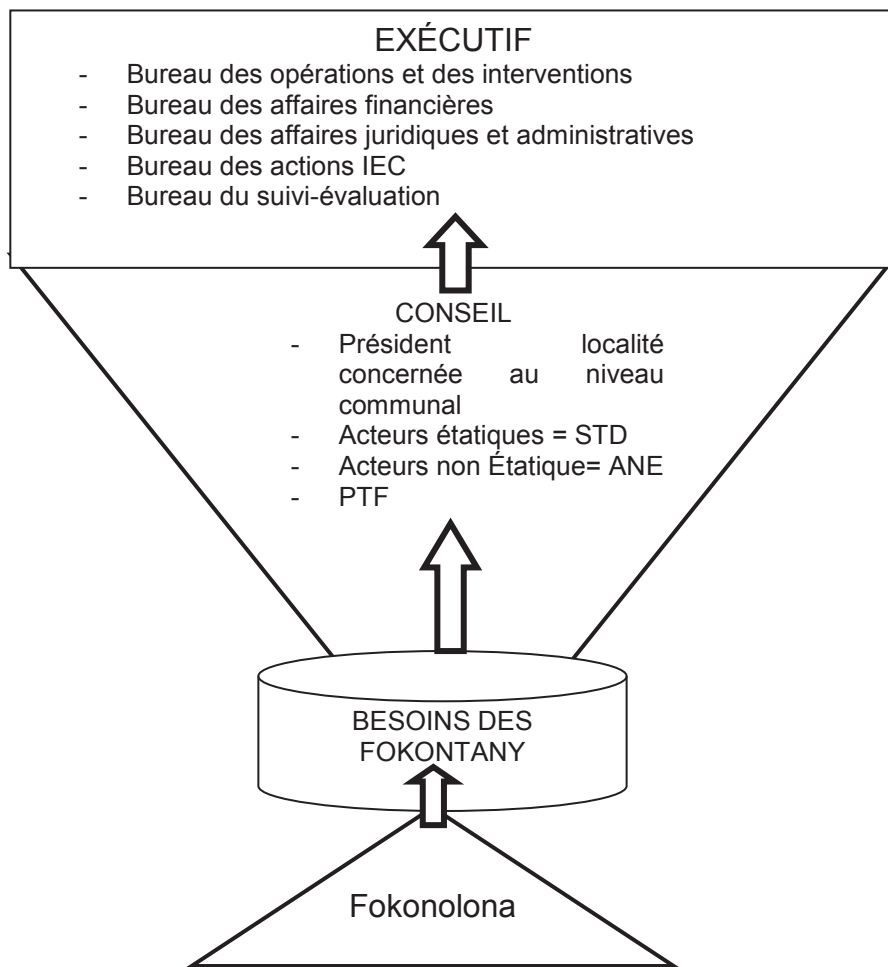 EXÉCUTIF
- Bureau des opérations et des interventions
- Bureau des affaires financières
- Bureau des affaires juridiques et administratives
- Bureau des actions IEC
- Bureau du suivi-évaluation
CONSEIL
- Président localité
concernée au niveau
communal
- Acteurs étatiques = STD
- Acteurs non Étatique= ANE
- PTF
BESOINS DES
FOKONTANY
Fokonolona